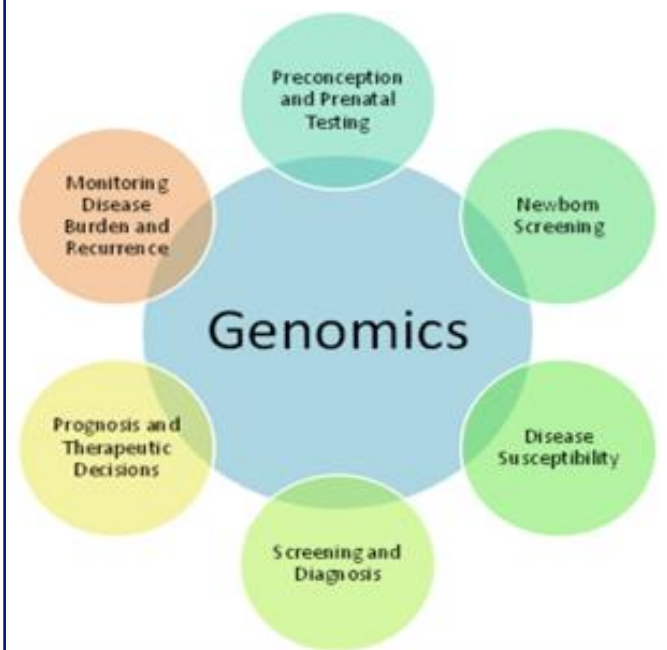 Preconception
and Prenatal
Testing
Newborn
Screening
Disease
Susceptibility
Screening and
Diagnosis
Prognosis and
Therapeutic
Decisions
Monitoring
Disease
Burden and
Recurrence
Genomics